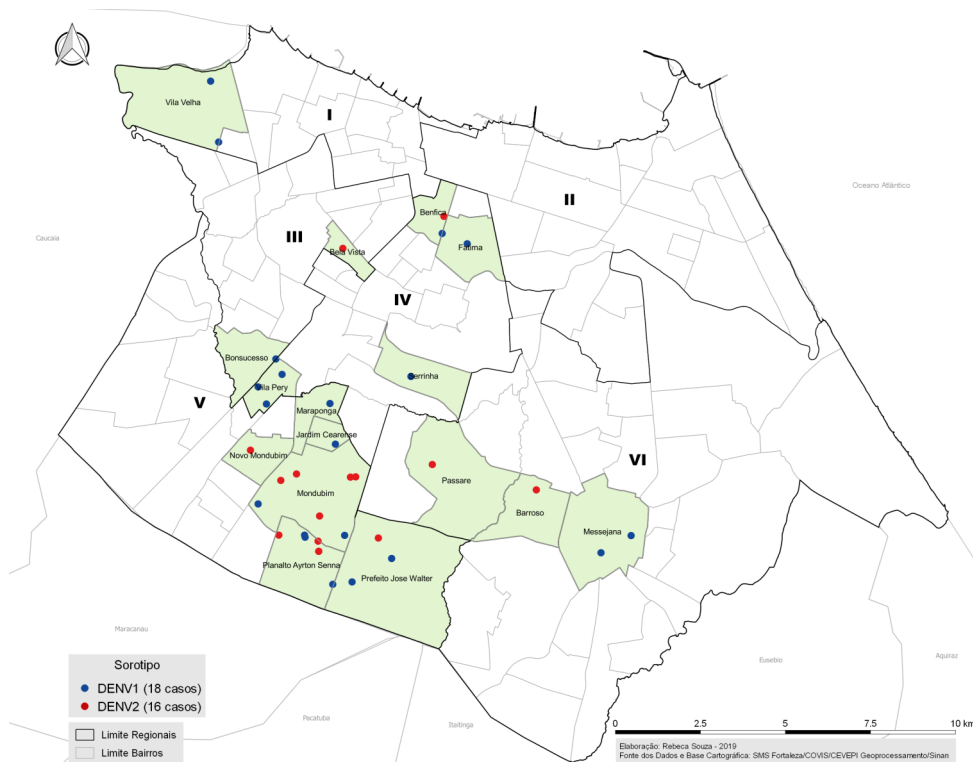 Vila Velha
I
II
Oceano Atlântico
Benfica
III
Caucaia
Fatima
Bela Vista
IV
Bonsucesso
Serrinha
Vila Pery
V
Maraponga
Jardim Cearense
Novo Mondubim
VI
Passare
Mondubim
Barroso
Messejana
Planalto Ayrton Senna
Prefeito Jose Walter
Maracanau
Aquiraz
Eusebio
Pacatuba
Itaitinga
Sorotipo
DENV1 (18 casos)
DENV2 (16 casos)
Limite Regionais
Limite Bairros
0 2.5 5 7.5 10 km
Elaboração: Rebeca Souza - 2019
Fonte dos Dados e Base Cartográfica: SMS Fortaleza/COVIS/CEVEPI Geoprocessamento/Sinan